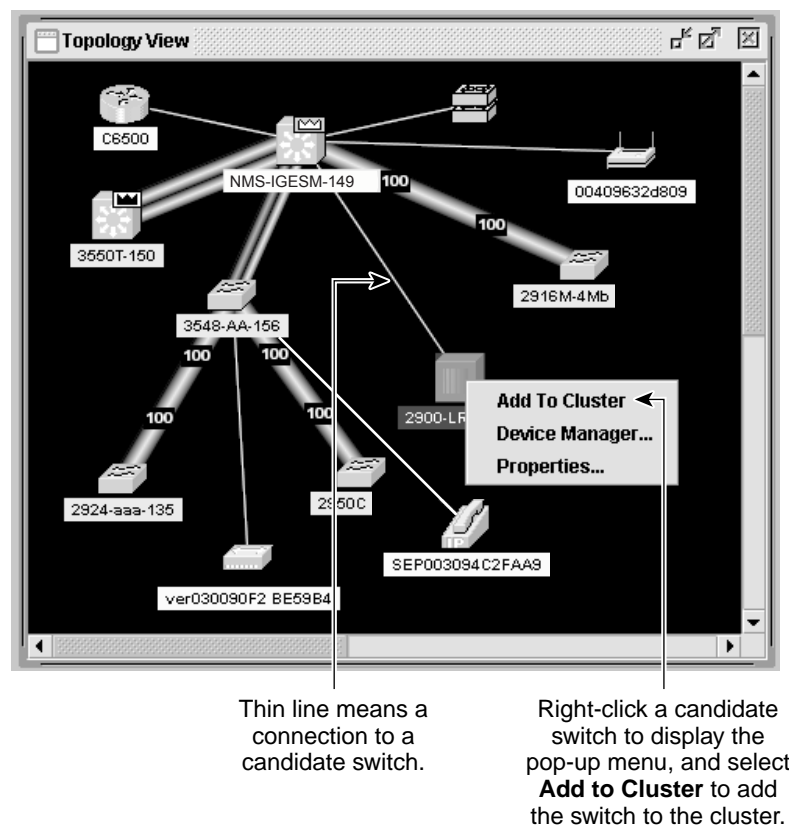 Topology View
C6500
NMS-IGESM-149
100
00409632d809
3550T-150
100
2916M-4Mb
3548-AA-156
100
100
2900-LR
Add To Cluster
Device Manager...
Properties...
100
100
2924-aaa-135
2950C
IP
SEP003094C2FAA9
ver030090F2 BE59B4
Thin line means a
connection to a
candidate switch.
Right-click a candidate
switch to display the
pop-up menu, and select
Add to Cluster to add
the switch to the cluster.